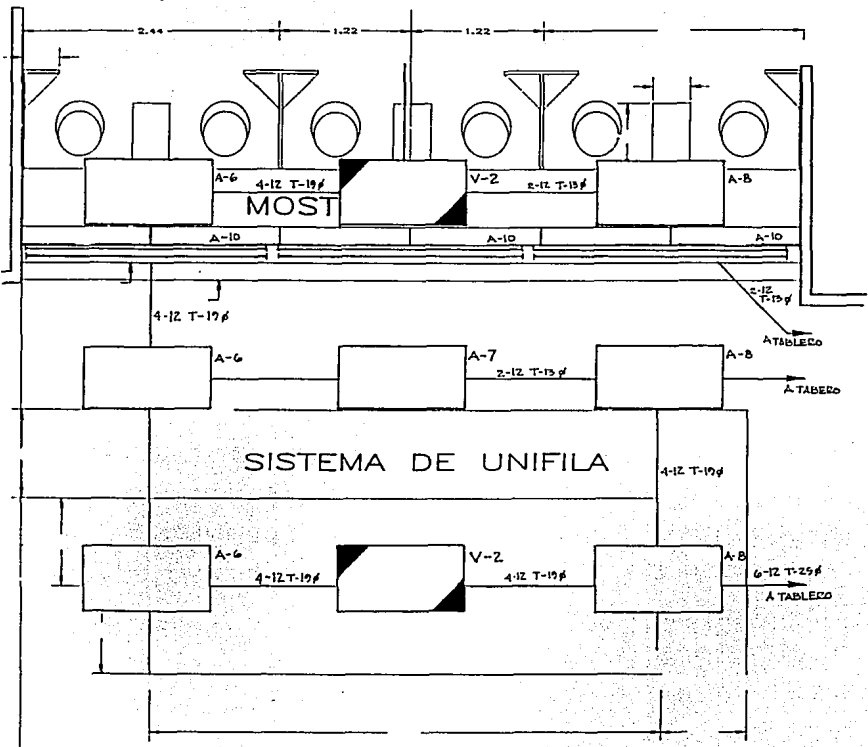 2.44 1.22 1.22
A-6 4-12 T-19ø V-2 2-12 T-13ø A-8
MOST
A-10 A-10 A-10
2-12
T-13ø
4-12 T-19ø
A TABLERO
A-6 A-7 A-8
2-12 T-13ø
A TABERO
SISTEMA DE UNIFILA
4-12 T-19ø
A-6 V-2 A-8
4-12 T-19ø 4-12 T-19ø 6-12 T-25ø
A TABLERO